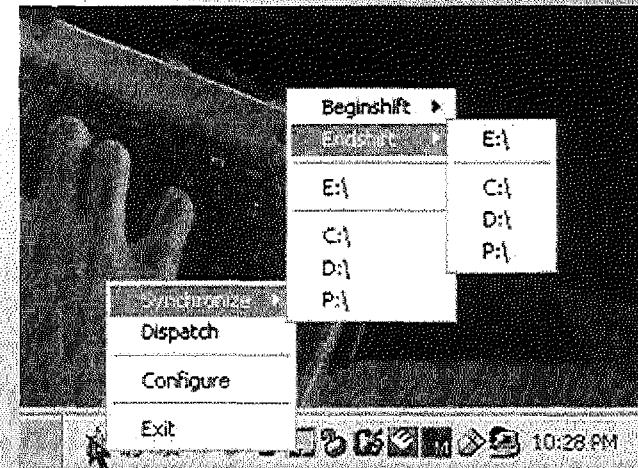 Beginshift
Endshift
E:\
C:\
D:\
P:\
E:\
C:\
D:\
P:\
Synchronize
Dispatch
Configure
Exit
10:28 PM